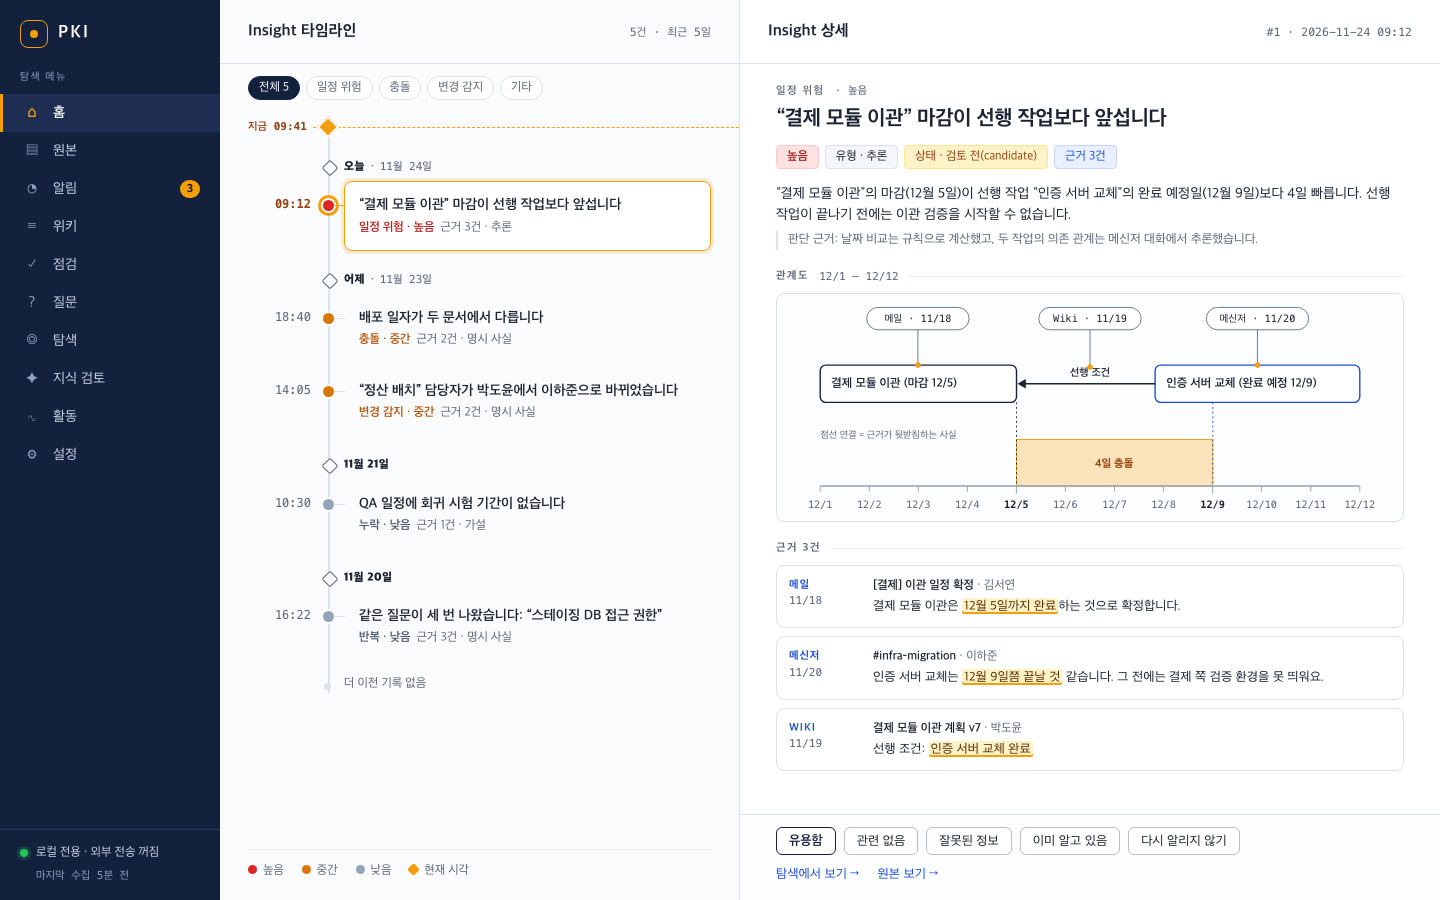 PKI
탐색 메뉴
홈
원본
알림 3
위키
점검
질문
탐색
지식 검토
활동
설정
로컬 전용 · 외부 전송 꺼짐
마지막 수집 5분 전
Insight 타임라인
5건 · 최근 5일
전체 5
일정 위험
충돌
변경 감지
기타
지금 09:41
오늘 · 11월 24일
09:12
“결제 모듈 이관” 마감이 선행 작업보다 앞섭니다
일정 위험 · 높음 근거 3건 · 추론
어제 · 11월 23일
18:40
배포 일자가 두 문서에서 다릅니다
충돌 · 중간 근거 2건 · 명시 사실
14:05
“정산 배치” 담당자가 박도윤에서 이하준으로 바뀌었습니다
변경 감지 · 중간 근거 2건 · 명시 사실
11월 21일
10:30
QA 일정에 회귀 시험 기간이 없습니다
누락 · 낮음 근거 1건 · 가설
11월 20일
16:22
같은 질문이 세 번 나왔습니다: “스테이징 DB 접근 권한”
반복 · 낮음 근거 3건 · 명시 사실
더 이전 기록 없음
높음
중간
낮음
현재 시각
Insight 상세
#1 · 2026-11-24 09:12
일정 위험 · 높음
“결제 모듈 이관” 마감이 선행 작업보다 앞섭니다
높음
유형 · 추론
상태 · 검토 전(candidate)
근거 3건
“결제 모듈 이관”의 마감(12월 5일)이 선행 작업 “인증 서버 교체”의 완료 예정일(12월 9일)보다 4일 빠릅니다. 선행
작업이 끝나기 전에는 이관 검증을 시작할 수 없습니다.
판단 근거: 날짜 비교는 규칙으로 계산했고, 두 작업의 의존 관계는 메신저 대화에서 추론했습니다.
관계도 12/1 — 12/12
메일 · 11/18
Wiki · 11/19
메신저 · 11/20
선행 조건
결제 모듈 이관 (마감 12/5)
인증 서버 교체 (완료 예정 12/9)
점선 연결 = 근거가 뒷받침하는 사실
4일 충돌
12/1 12/2 12/3 12/4 12/5 12/6 12/7 12/8 12/9 12/10 12/11 12/12
근거 3건
메일
11/18
[결제] 이관 일정 확정 · 김서연
결제 모듈 이관은 12월 5일까지 완료하는 것으로 확정합니다.
메신저
11/20
#infra-migration · 이하준
인증 서버 교체는 12월 9일쯤 끝날 것 같습니다. 그 전에는 결제 쪽 검증 환경을 못 띄워요.
WIKI
11/19
결제 모듈 이관 계획 v7 · 박도윤
선행 조건: 인증 서버 교체 완료
유용함
관련 없음
잘못된 정보
이미 알고 있음
다시 알리지 않기
탐색에서 보기 →
원본 보기 →